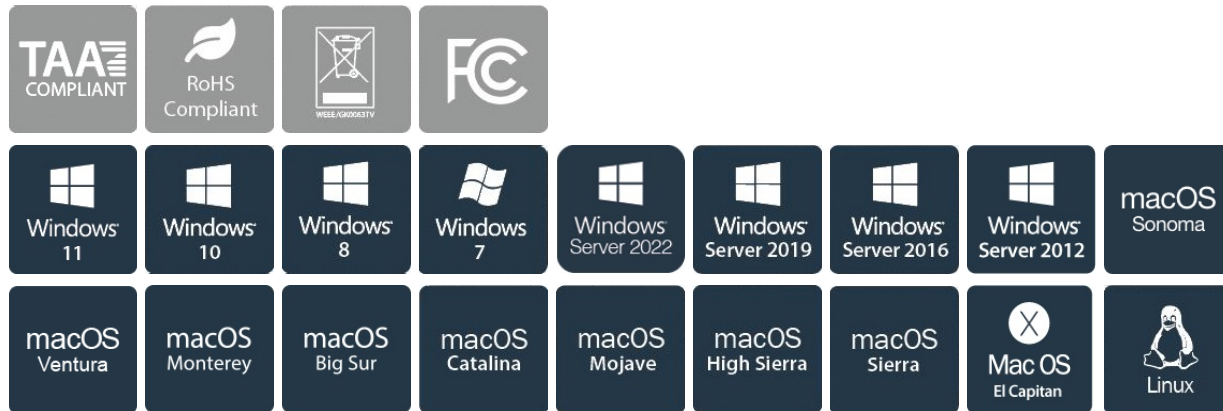 TAA
COMPLIANT
RoHS
Compliant
WEEE/GK0063TV
FC
Windows
11
Windows
10
Windows
8
Windows
7
Windows
Server 2022
Windows
Server 2019
Windows
Server 2016
Windows
Server 2012
macOS
Sonoma
macOS
Ventura
macOS
Monterey
macOS
Big Sur
macOS
Catalina
macOS
Mojave
macOS
High Sierra
macOS
Sierra
X
Mac OS
El Capitan
Linux